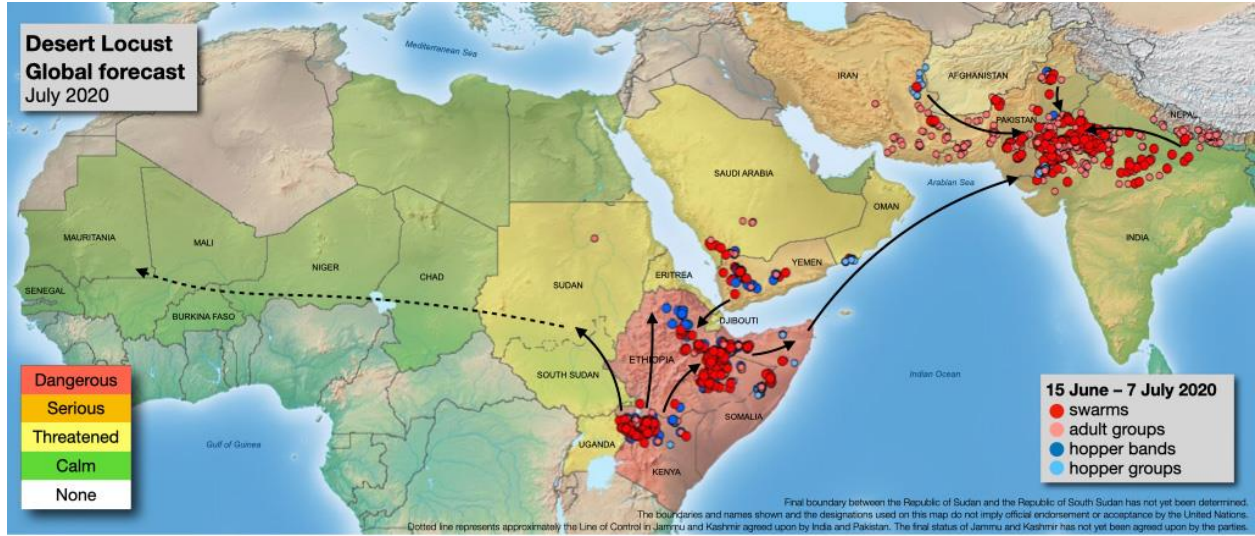 Desert Locust
Global forecast
July 2020
Mediterranean Sea
IRAN
AFGHANISTAN
PAKISTAN
NEPAL
SAUDI ARABIA
Arabian Sea
OMAN
INDIA
MAURITANIA
MALI
NIGER
CHAD
SUDAN
ERITREA
YEMEN
SENEGAL
BURKINA FASO
DJIBOUTI
ETHIOPIA
SOUTH SUDAN
SOMALIA
Indian Ocean
UGANDA
KENYA
Gulf of Guinea
Dangerous
Serious
Threatened
Calm
None
15 June – 7 July 2020
swarms
adult groups
hopper bands
hopper groups
Final boundary between the Republic of Sudan and the Republic of South Sudan has not yet been determined.
The boundaries and names shown and the designations used on this map do not imply official endorsement or acceptance by the United Nations.
Dotted line represents approximately the Line of Control in Jammu and Kashmir agreed upon by India and Pakistan. The final status of Jammu and Kashmir has not yet been agreed upon by the parties.